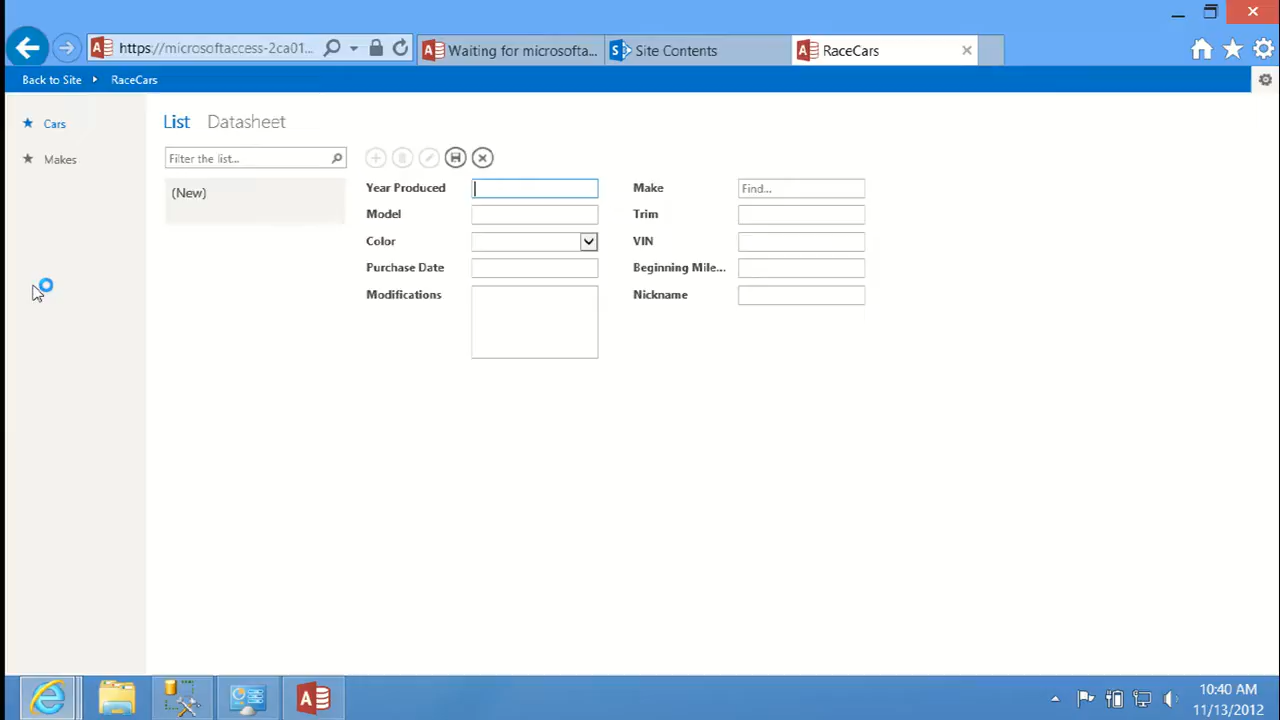 https://microsoftaccess-2ca01...
Waiting for microsofta...
Site Contents
RaceCars
Back to Site
RaceCars
Cars
Makes
List
Datasheet
Filter the list...
(New)
Year Produced
Make
Find...
Model
Trim
Color
VIN
Purchase Date
Beginning Mile...
Modifications
Nickname
10:40 AM
11/13/2012